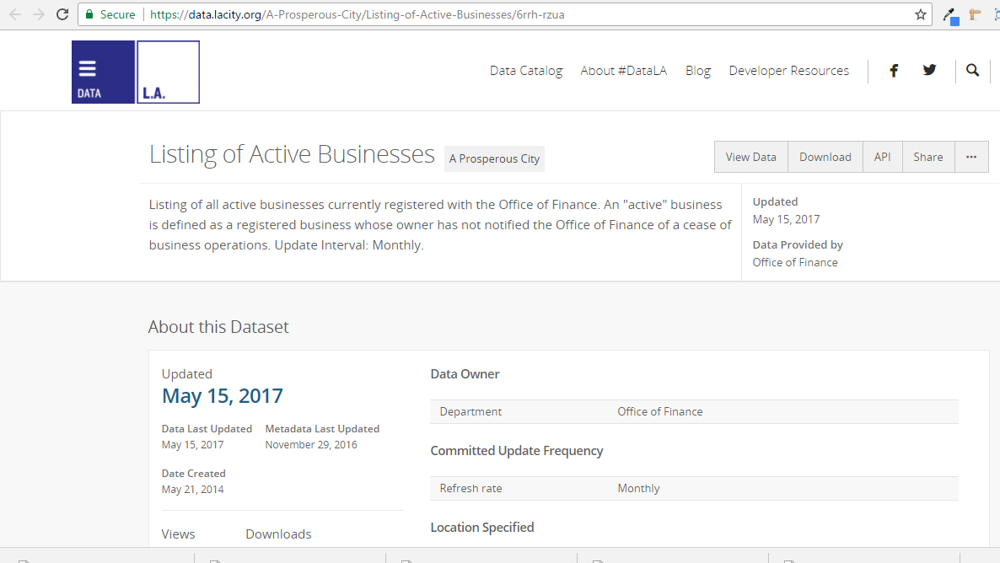 Secure https://data.lacity.org/A-Prosperous-City/Listing-of-Active-Businesses/6rrh-rzua
DATA L.A.
Data Catalog About #DataLA Blog Developer Resources
Listing of Active Businesses A Prosperous City
View Data Download API Share ...
Listing of all active businesses currently registered with the Office of Finance. An "active" business
is defined as a registered business whose owner has not notified the Office of Finance of a cease of
business operations. Update Interval: Monthly.
Updated
May 15, 2017
Data Provided by
Office of Finance
About this Dataset
Updated
May 15, 2017
Data Last Updated Metadata Last Updated
May 15, 2017 November 29, 2016
Date Created
May 21, 2014
Views Downloads
Data Owner
Department Office of Finance
Committed Update Frequency
Refresh rate Monthly
Location Specified